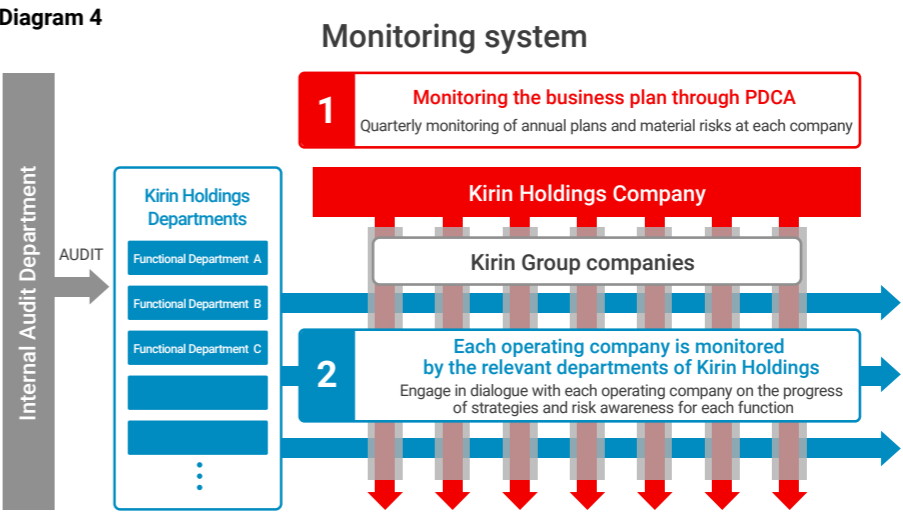 Diagram 4
Monitoring system
1
Monitoring the business plan through PDCA
Quarterly monitoring of annual plans and material risks at each company
Internal Audit Department
AUDIT
Kirin Holdings
Departments
Functional Department A
Functional Department B
Functional Department C
Kirin Holdings Company
Kirin Group companies
2
Each operating company is monitored
by the relevant departments of Kirin Holdings
Engage in dialogue with each operating company on the progress
of strategies and risk awareness for each function